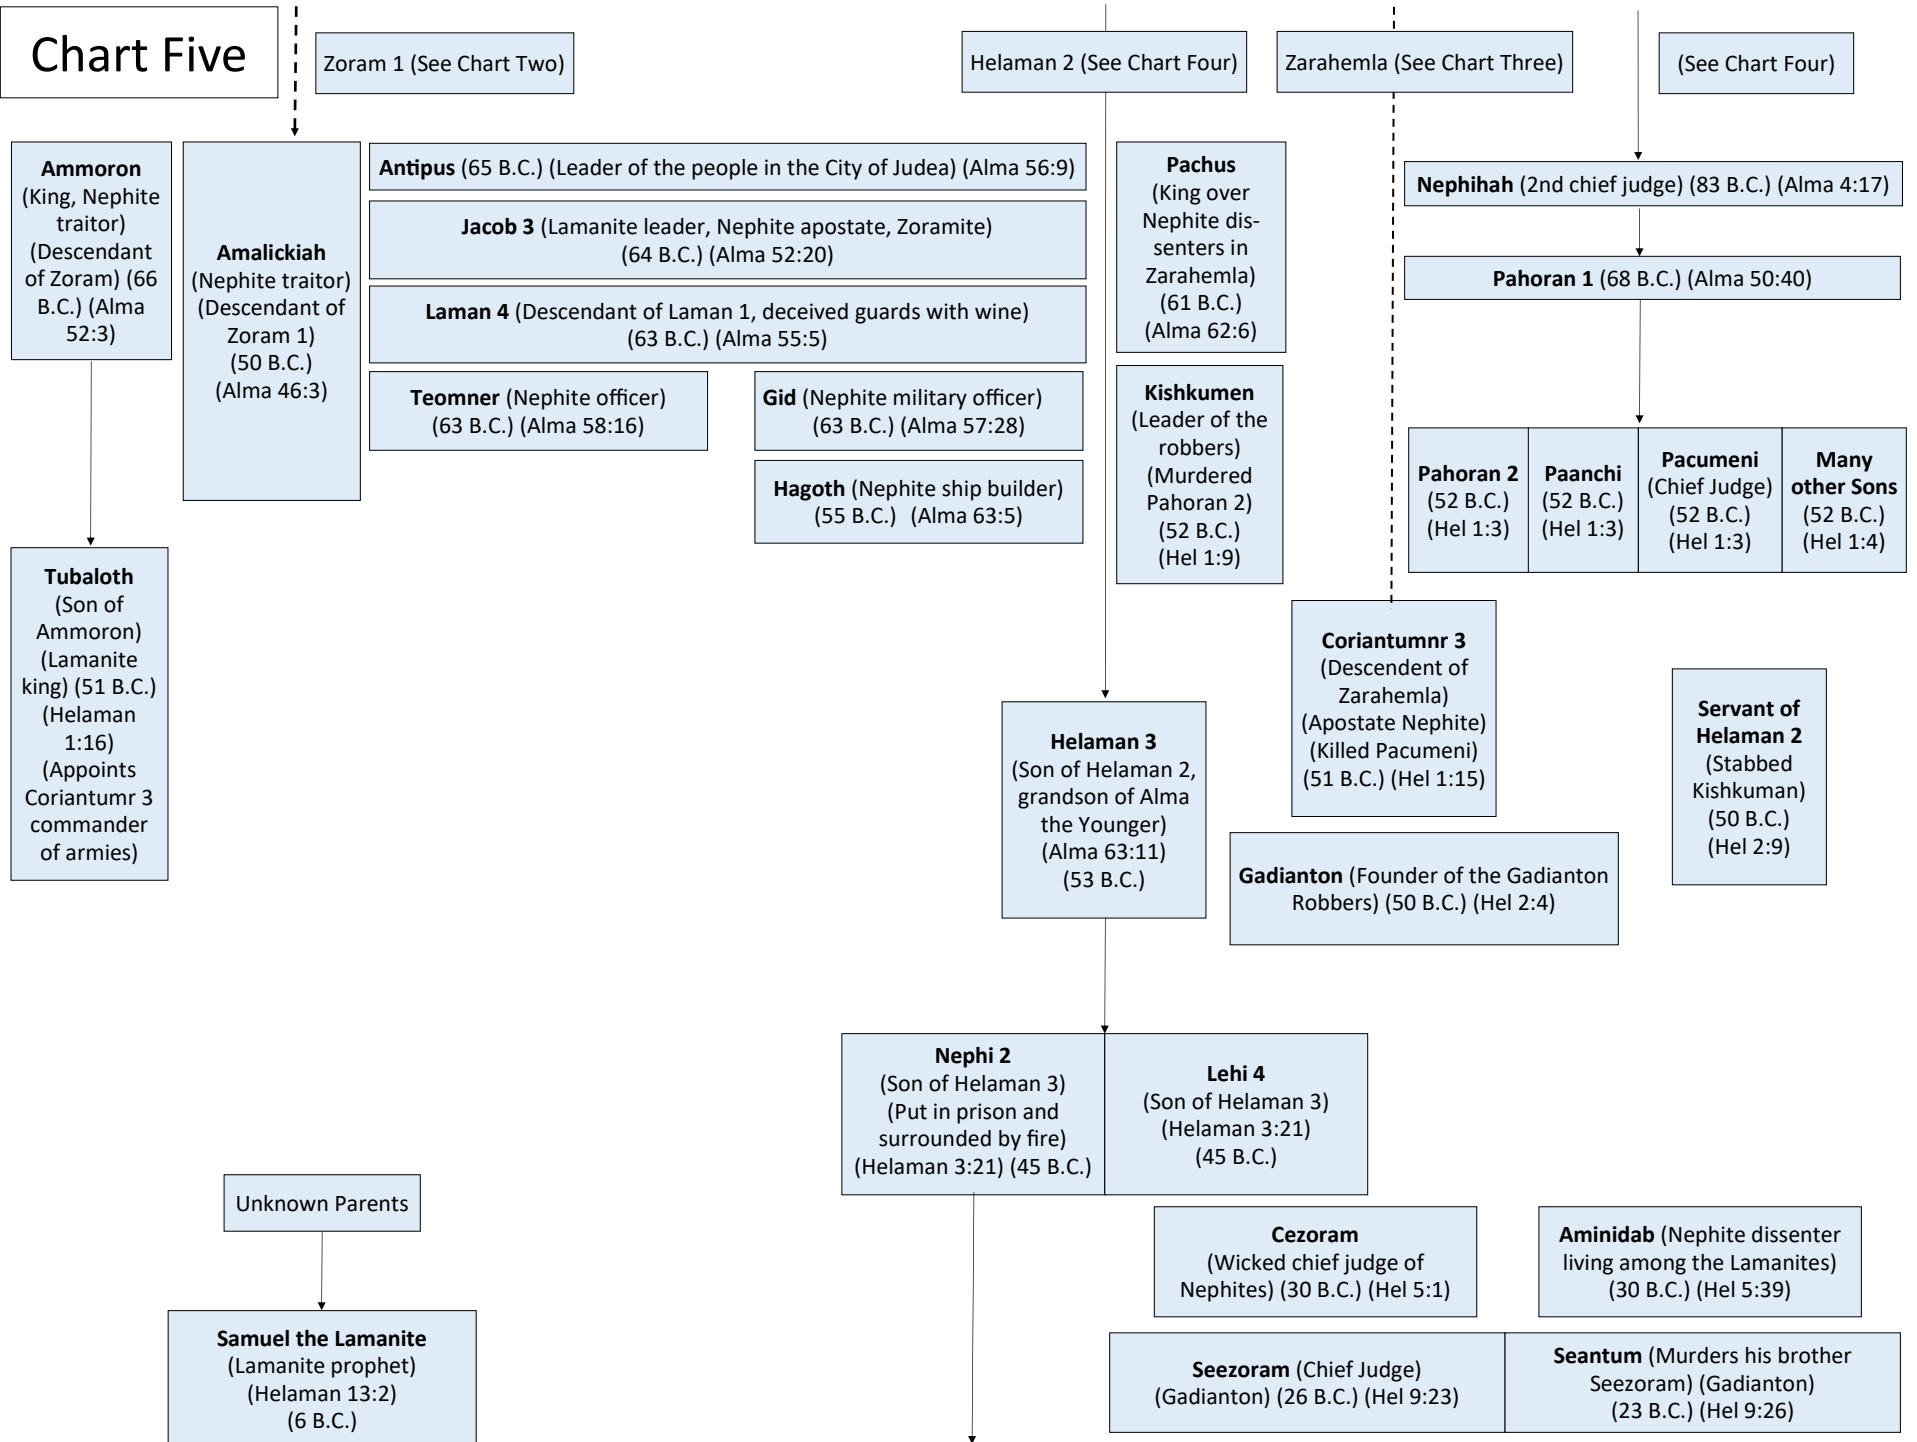 Chart Five
Zoram 1 (See Chart Two)
Helaman 2 (See Chart Four)
Zarahemla (See Chart Three)
(See Chart Four)
Ammoron
(King, Nephite
traitor)
(Descendant
of Zoram) (66
B.C.) (Alma
52:3)
Amalickiah
(Nephite traitor)
(Descendant of
Zoram 1)
(50 B.C.)
(Alma 46:3)
Antipus (65 B.C.) (Leader of the people in the City of Judea) (Alma 56:9)
Jacob 3 (Lamanite leader, Nephite apostate, Zoramite)
(64 B.C.) (Alma 52:20)
Laman 4 (Descendant of Laman 1, deceived guards with wine)
(63 B.C.) (Alma 55:5)
Teomner (Nephite officer)
(63 B.C.) (Alma 58:16)
Gid (Nephite military officer)
(63 B.C.) (Alma 57:28)
Hagoth (Nephite ship builder)
(55 B.C.) (Alma 63:5)
Pachus
(King over
Nephite dis-
senters in
Zarahemla)
(61 B.C.)
(Alma 62:6)
Kishkumen
(Leader of the
robbers)
(Murdered
Pahoran 2)
(52 B.C.)
(Hel 1:9)
Nephihah (2nd chief judge) (83 B.C.) (Alma 4:17)
Pahoran 1 (68 B.C.) (Alma 50:40)
Pahoran 2
(52 B.C.)
(Hel 1:3)
Paanchi
(52 B.C.)
(Hel 1:3)
Pacumeni
(Chief Judge)
(52 B.C.)
(Hel 1:3)
Many
other Sons
(52 B.C.)
(Hel 1:4)
Tubaloth
(Son of
Ammoron)
(Lamanite
king) (51 B.C.)
(Helaman
1:16)
(Appoints
Coriantumr 3
commander
of armies)
Helaman 3
(Son of Helaman 2,
grandson of Alma
the Younger)
(Alma 63:11)
(53 B.C.)
Coriantumnr 3
(Descendent of
Zarahemla)
(Apostate Nephite)
(Killed Pacumeni)
(51 B.C.) (Hel 1:15)
Servant of
Helaman 2
(Stabbed
Kishkuman)
(50 B.C.)
(Hel 2:9)
Gadianton (Founder of the Gadianton
Robbers) (50 B.C.) (Hel 2:4)
Nephi 2
(Son of Helaman 3)
(Put in prison and
surrounded by fire)
(Helaman 3:21) (45 B.C.)
Lehi 4
(Son of Helaman 3)
(Helaman 3:21)
(45 B.C.)
Unknown Parents
Samuel the Lamanite
(Lamanite prophet)
(Helaman 13:2)
(6 B.C.)
Cezoram
(Wicked chief judge of
Nephites) (30 B.C.) (Hel 5:1)
Aminidab (Nephite dissenter
living among the Lamanites)
(30 B.C.) (Hel 5:39)
Seezoram (Chief Judge)
(Gadianton) (26 B.C.) (Hel 9:23)
Seantum (Murders his brother
Seezoram) (Gadianton)
(23 B.C.) (Hel 9:26)